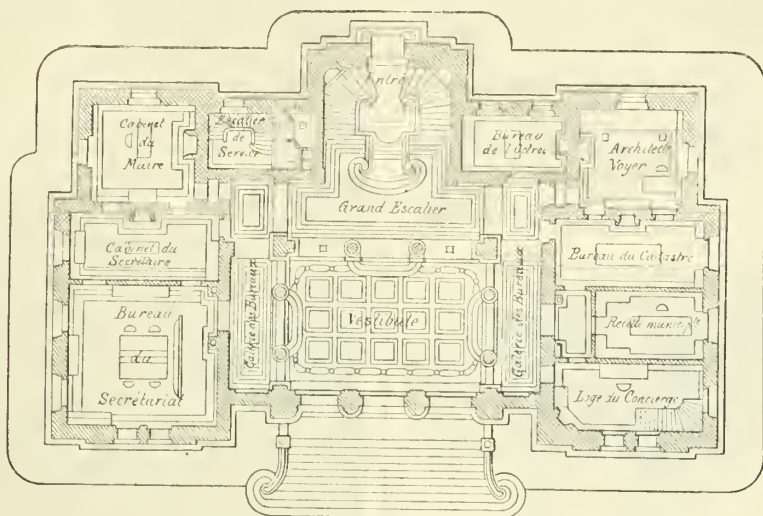 Entrée
Cabinet
du
Maire
Escalier
de
Service
Bureau
de l'octroi
Architecte
Voyer
Grand Escalier
Cabinet du
Secrétaire
Bureau du Cadastre
Galerie des Bureaux
Vestibule
Galerie des Bureaux
Bureau
du
Secrétariat
Recette municip^le
Loge du Concierge